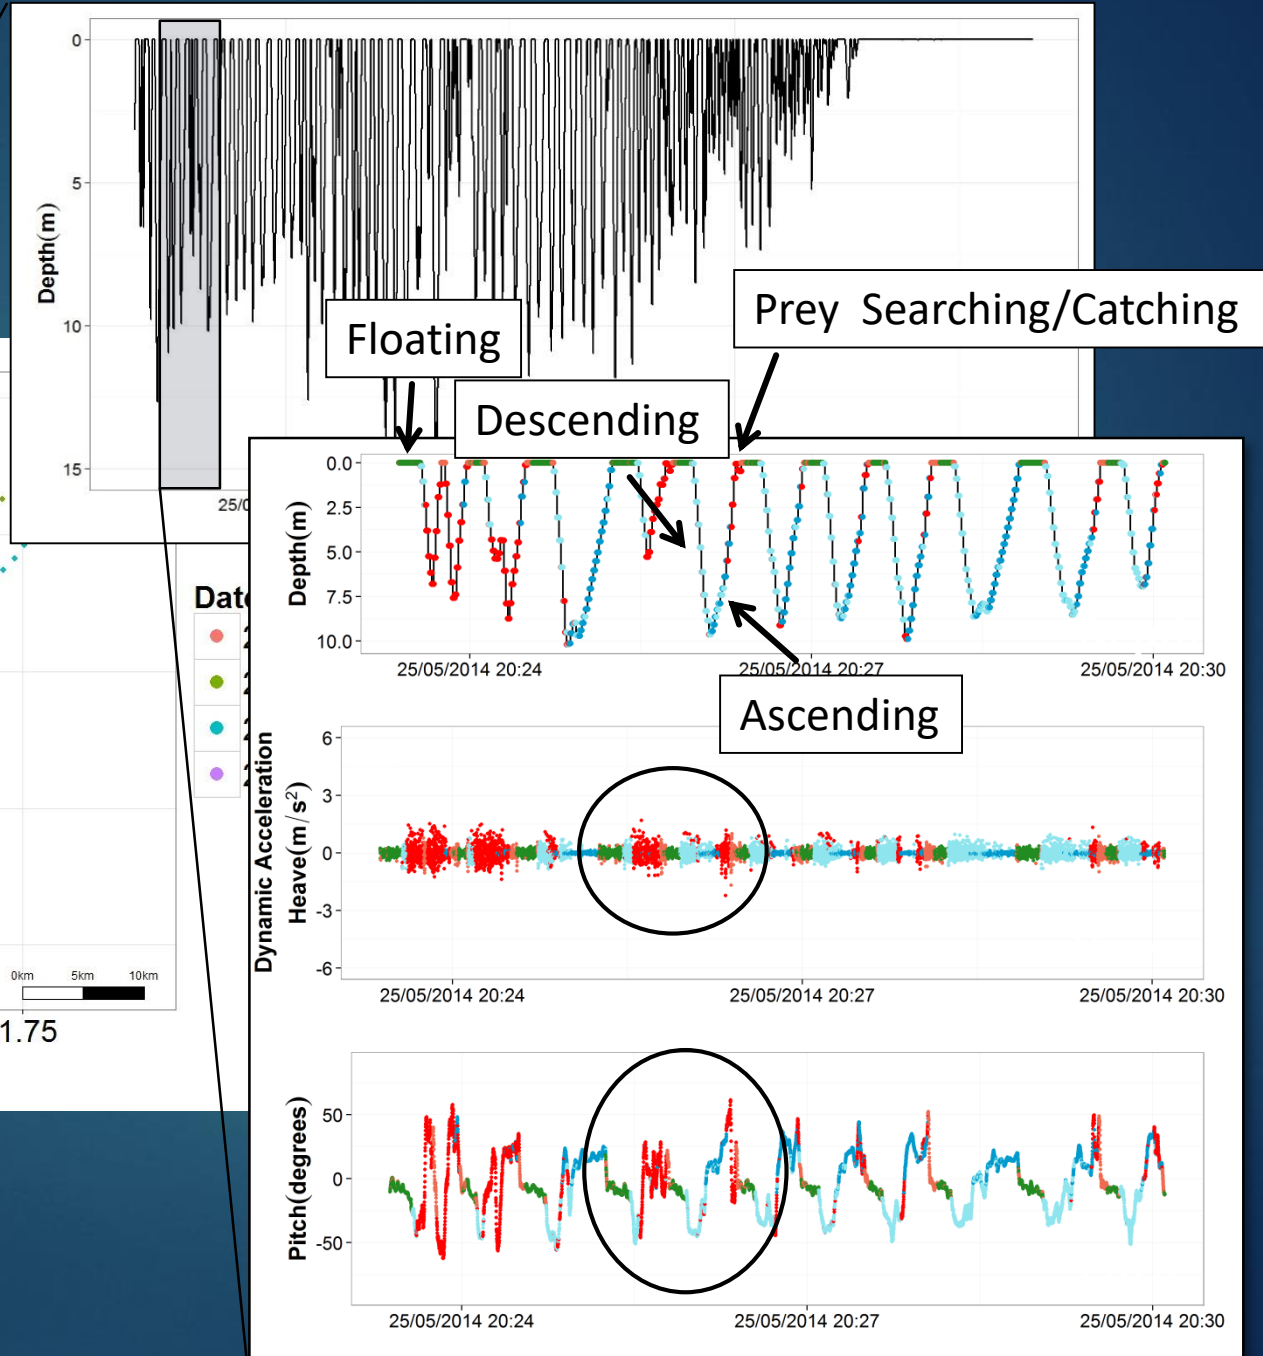 0
5
10
15
Depth(m)
25/0
Floating
Prey Searching/Catching
Descending
0.0
2.5
5.0
7.5
10.0
Depth(m)
25/05/2014 20:24
25/05/2014 20:27
25/05/2014 20:30
Ascending
Date
0km 5km 10km
1.75
6
3
0
-3
-6
Dynamic Acceleration
Heave(m/s²)
25/05/2014 20:24
25/05/2014 20:27
25/05/2014 20:30
50
0
-50
Pitch(degrees)
25/05/2014 20:24
25/05/2014 20:27
25/05/2014 20:30